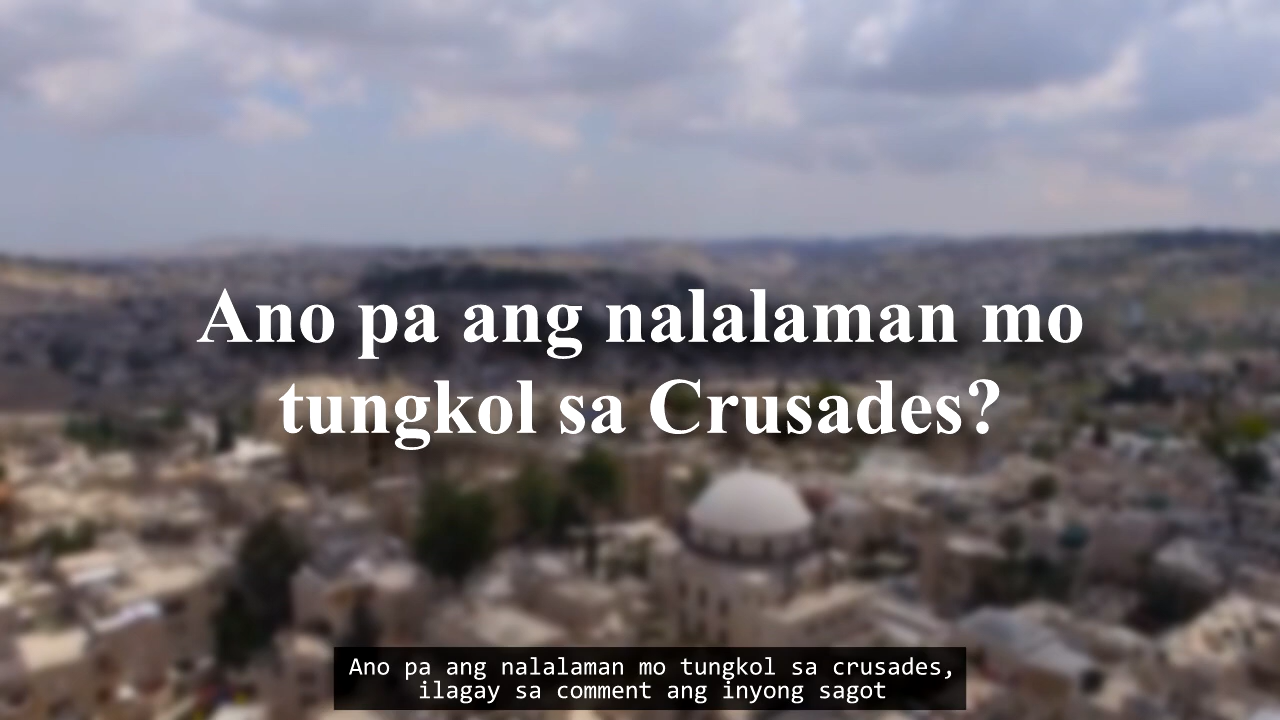 Ano pa ang nalalaman mo
tungkol sa Crusades?
Ano pa ang nalalaman mo tungkol sa crusades,
ilagay sa comment ang inyong sagot